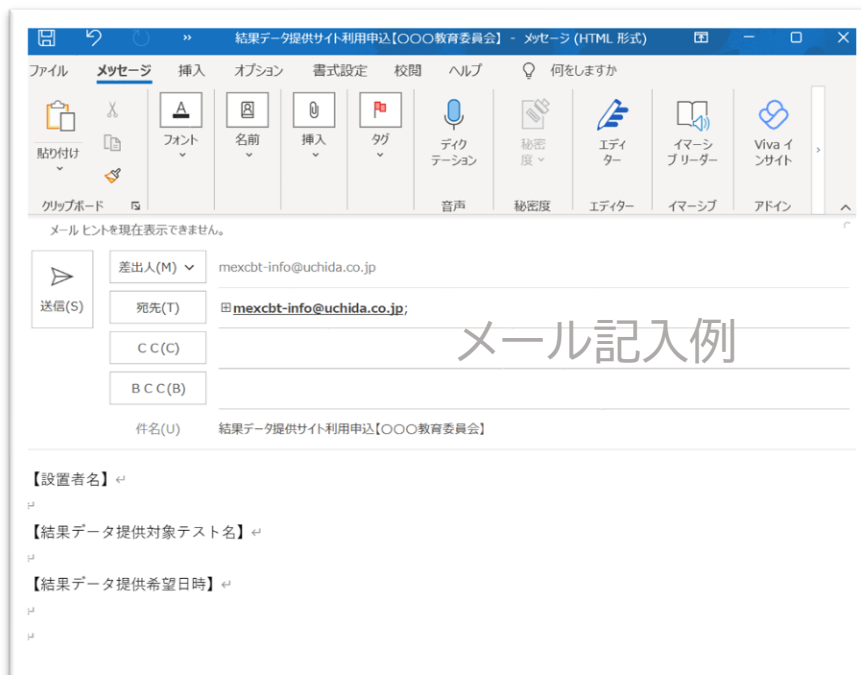 結果データ提供サイト利用申込【〇〇〇教育委員会】 - メッセージ (HTML 形式)
ファイル メッセージ 挿入 オプション 書式設定 校閲 ヘルプ 何をしますか
貼り付け
フォント
名前
挿入
タグ
ディク
テーション
秘密
度
エディ
ター
イマーシ
ブ リーダー
Viva イ
ンサイト
クリップボード 音声 秘密度 エディター イマーシブ アドイン
メール ヒントを現在表示できません。
送信(S)
差出人(M) mexcbt-info@uchida.co.jp
宛先(T) mexcbt-info@uchida.co.jp;
メール記入例
C C(C)
B C C(B)
件名(U) 結果データ提供サイト利用申込【〇〇〇教育委員会】
【設置者名】
【結果データ提供対象テスト名】
【結果データ提供希望日時】